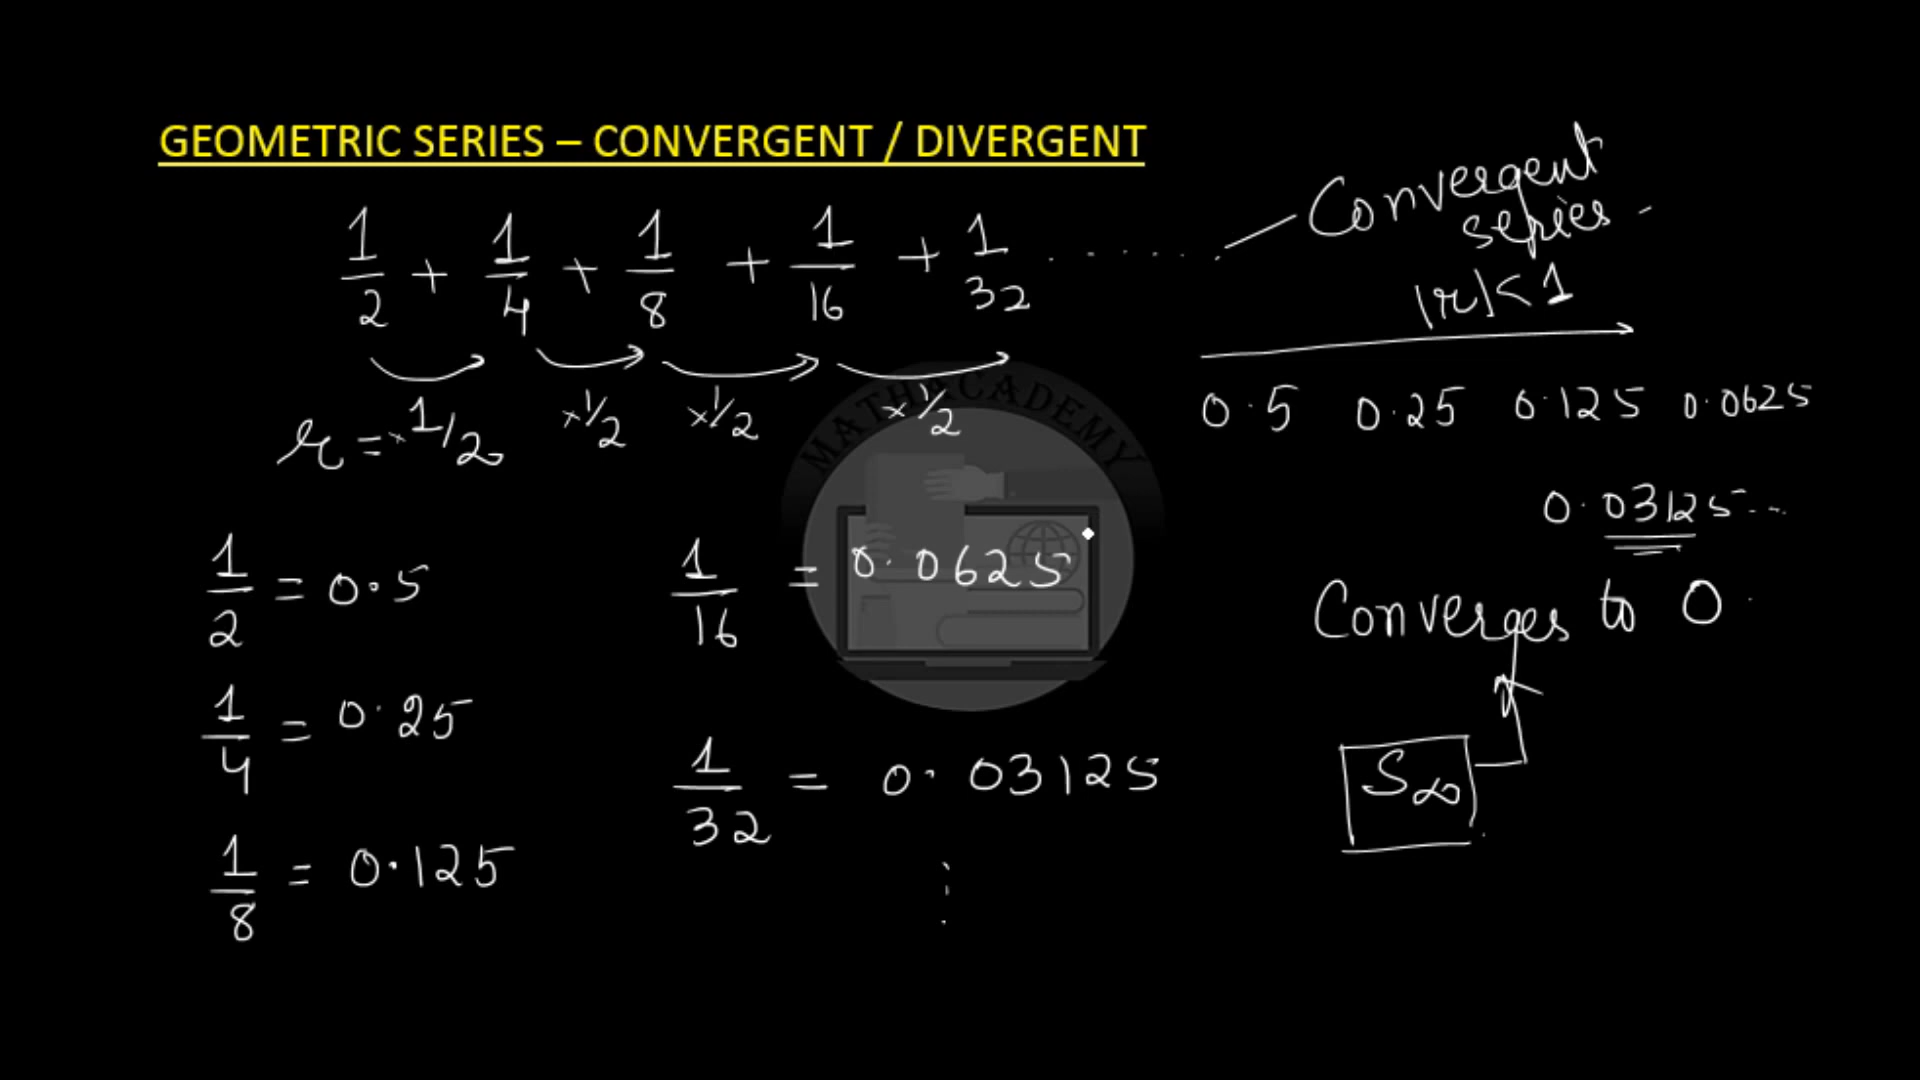 GEOMETRIC SERIES – CONVERGENT / DIVERGENT
1/2 + 1/4 + 1/8 + 1/16 + 1/32 .......
Convergent
series.
|r|<1
r = ×1/2 ×1/2 ×1/2 ×1/2
0.5 0.25 0.125 0.0625
0.03125...
Converges to 0.
S∞
1/2 = 0.5
1/4 = 0.25
1/8 = 0.125
1/16 = 0.0625
1/32 = 0.03125
⋮
MATH ACADEMY